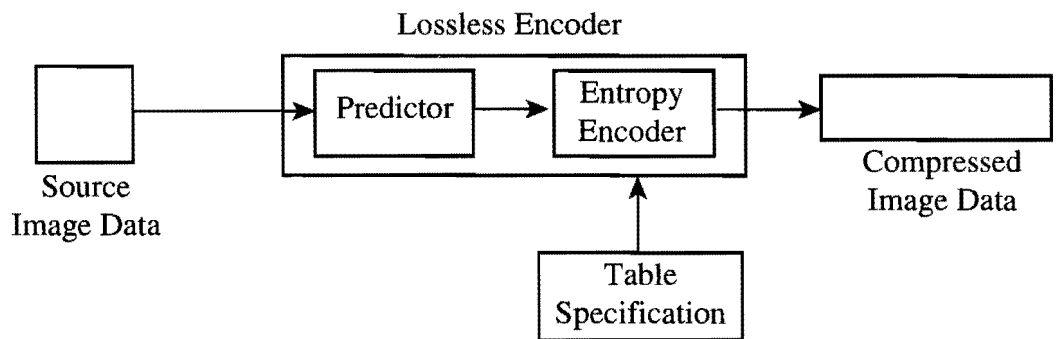 Lossless Encoder
Predictor
Entropy
Encoder
Source
Image Data
Compressed
Image Data
Table
Specification